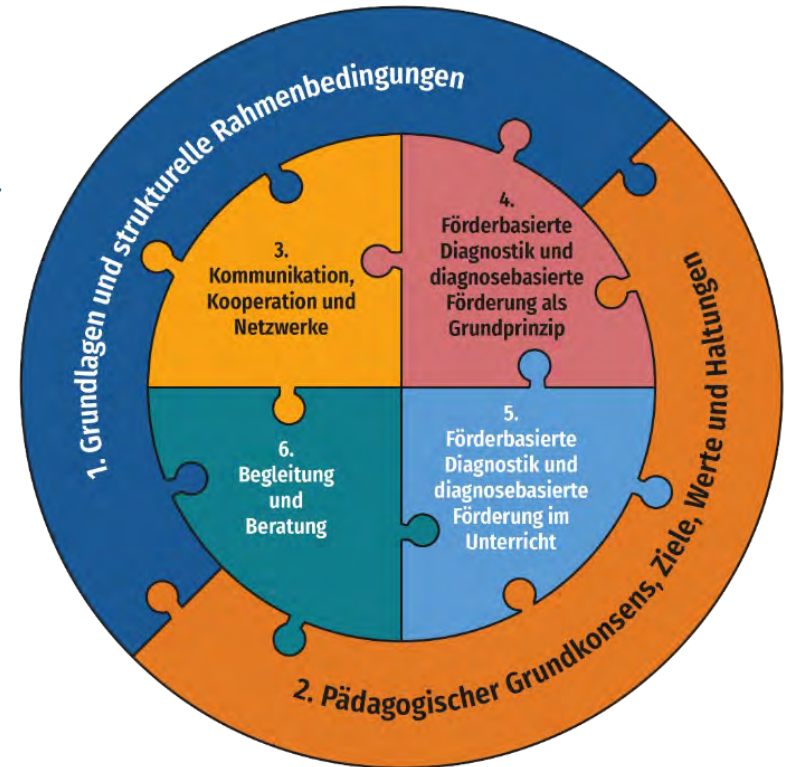 1. Grundlagen und strukturelle Rahmenbedingungen
3.
Kommunikation,
Kooperation und
Netzwerke
4.
Förderbasierte
Diagnostik und
diagnosebasierte
Förderung als
Grundprinzip
6.
Begleitung
und
Beratung
5.
Förderbasierte
Diagnostik und
diagnosebasierte
Förderung im
Unterricht
2. Pädagogischer Grundkonsens, Ziele, Werte und Haltungen